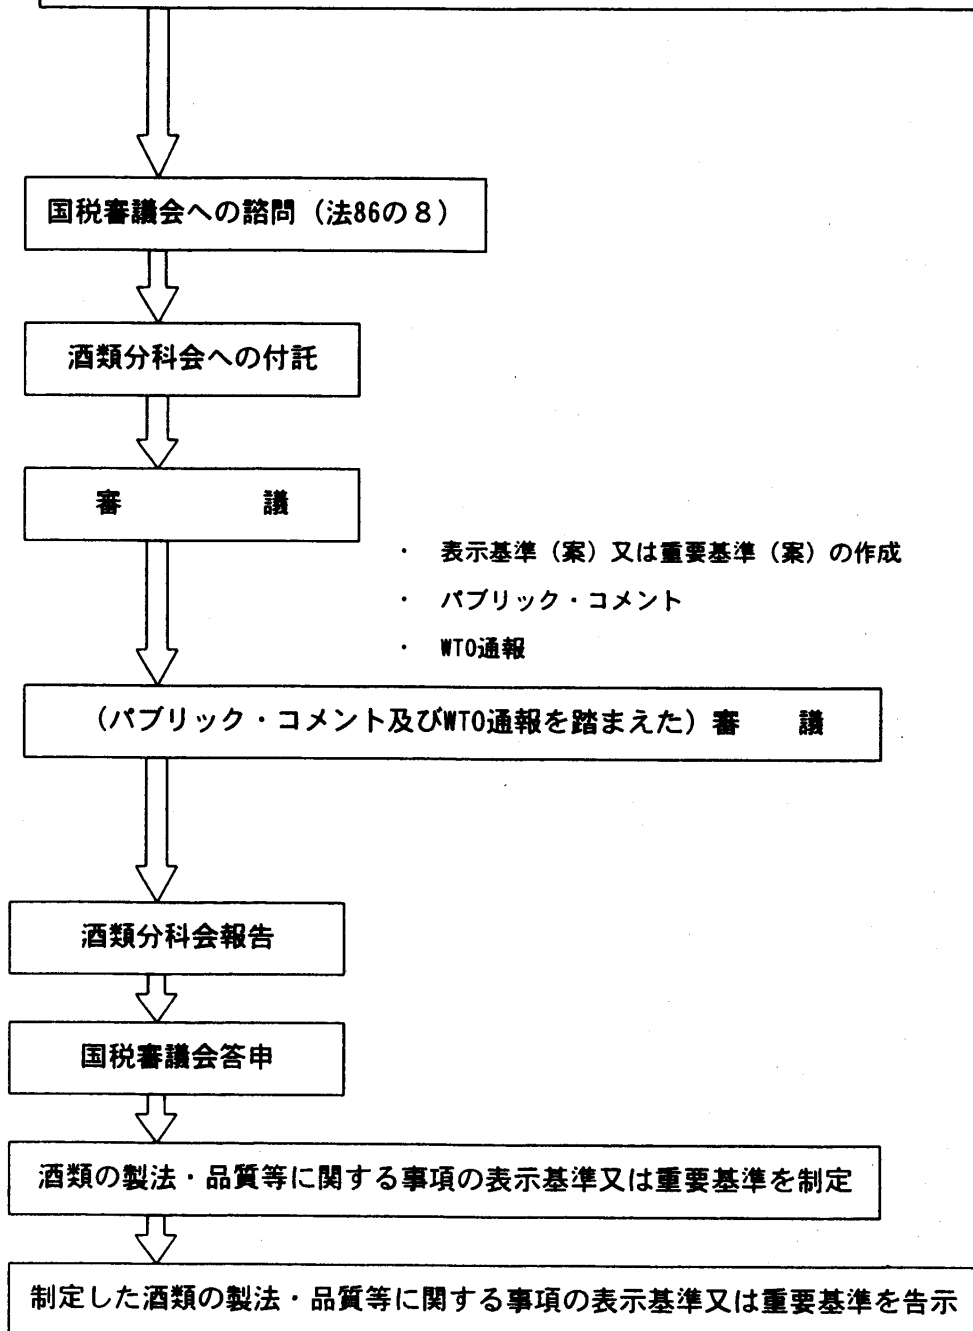 国税審議会への諮問（法86の8）
酒類分科会への付託
審　　　議
・ 表示基準（案）又は重要基準（案）の作成
・ パブリック・コメント
・ WTO通報
（パブリック・コメント及びWTO通報を踏まえた）審　議
酒類分科会報告
国税審議会答申
酒類の製法・品質等に関する事項の表示基準又は重要基準を制定
制定した酒類の製法・品質等に関する事項の表示基準又は重要基準を告示